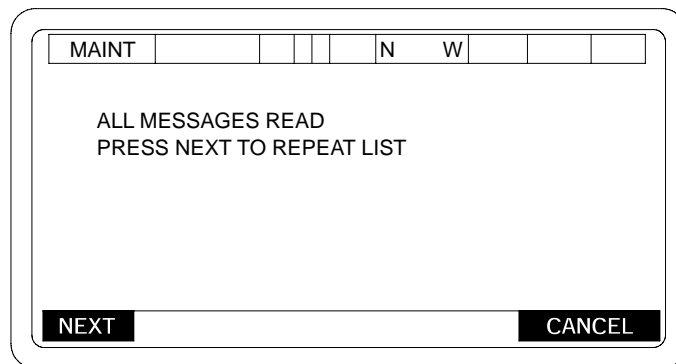 MAINT N W
ALL MESSAGES READ
PRESS NEXT TO REPEAT LIST
NEXT CANCEL